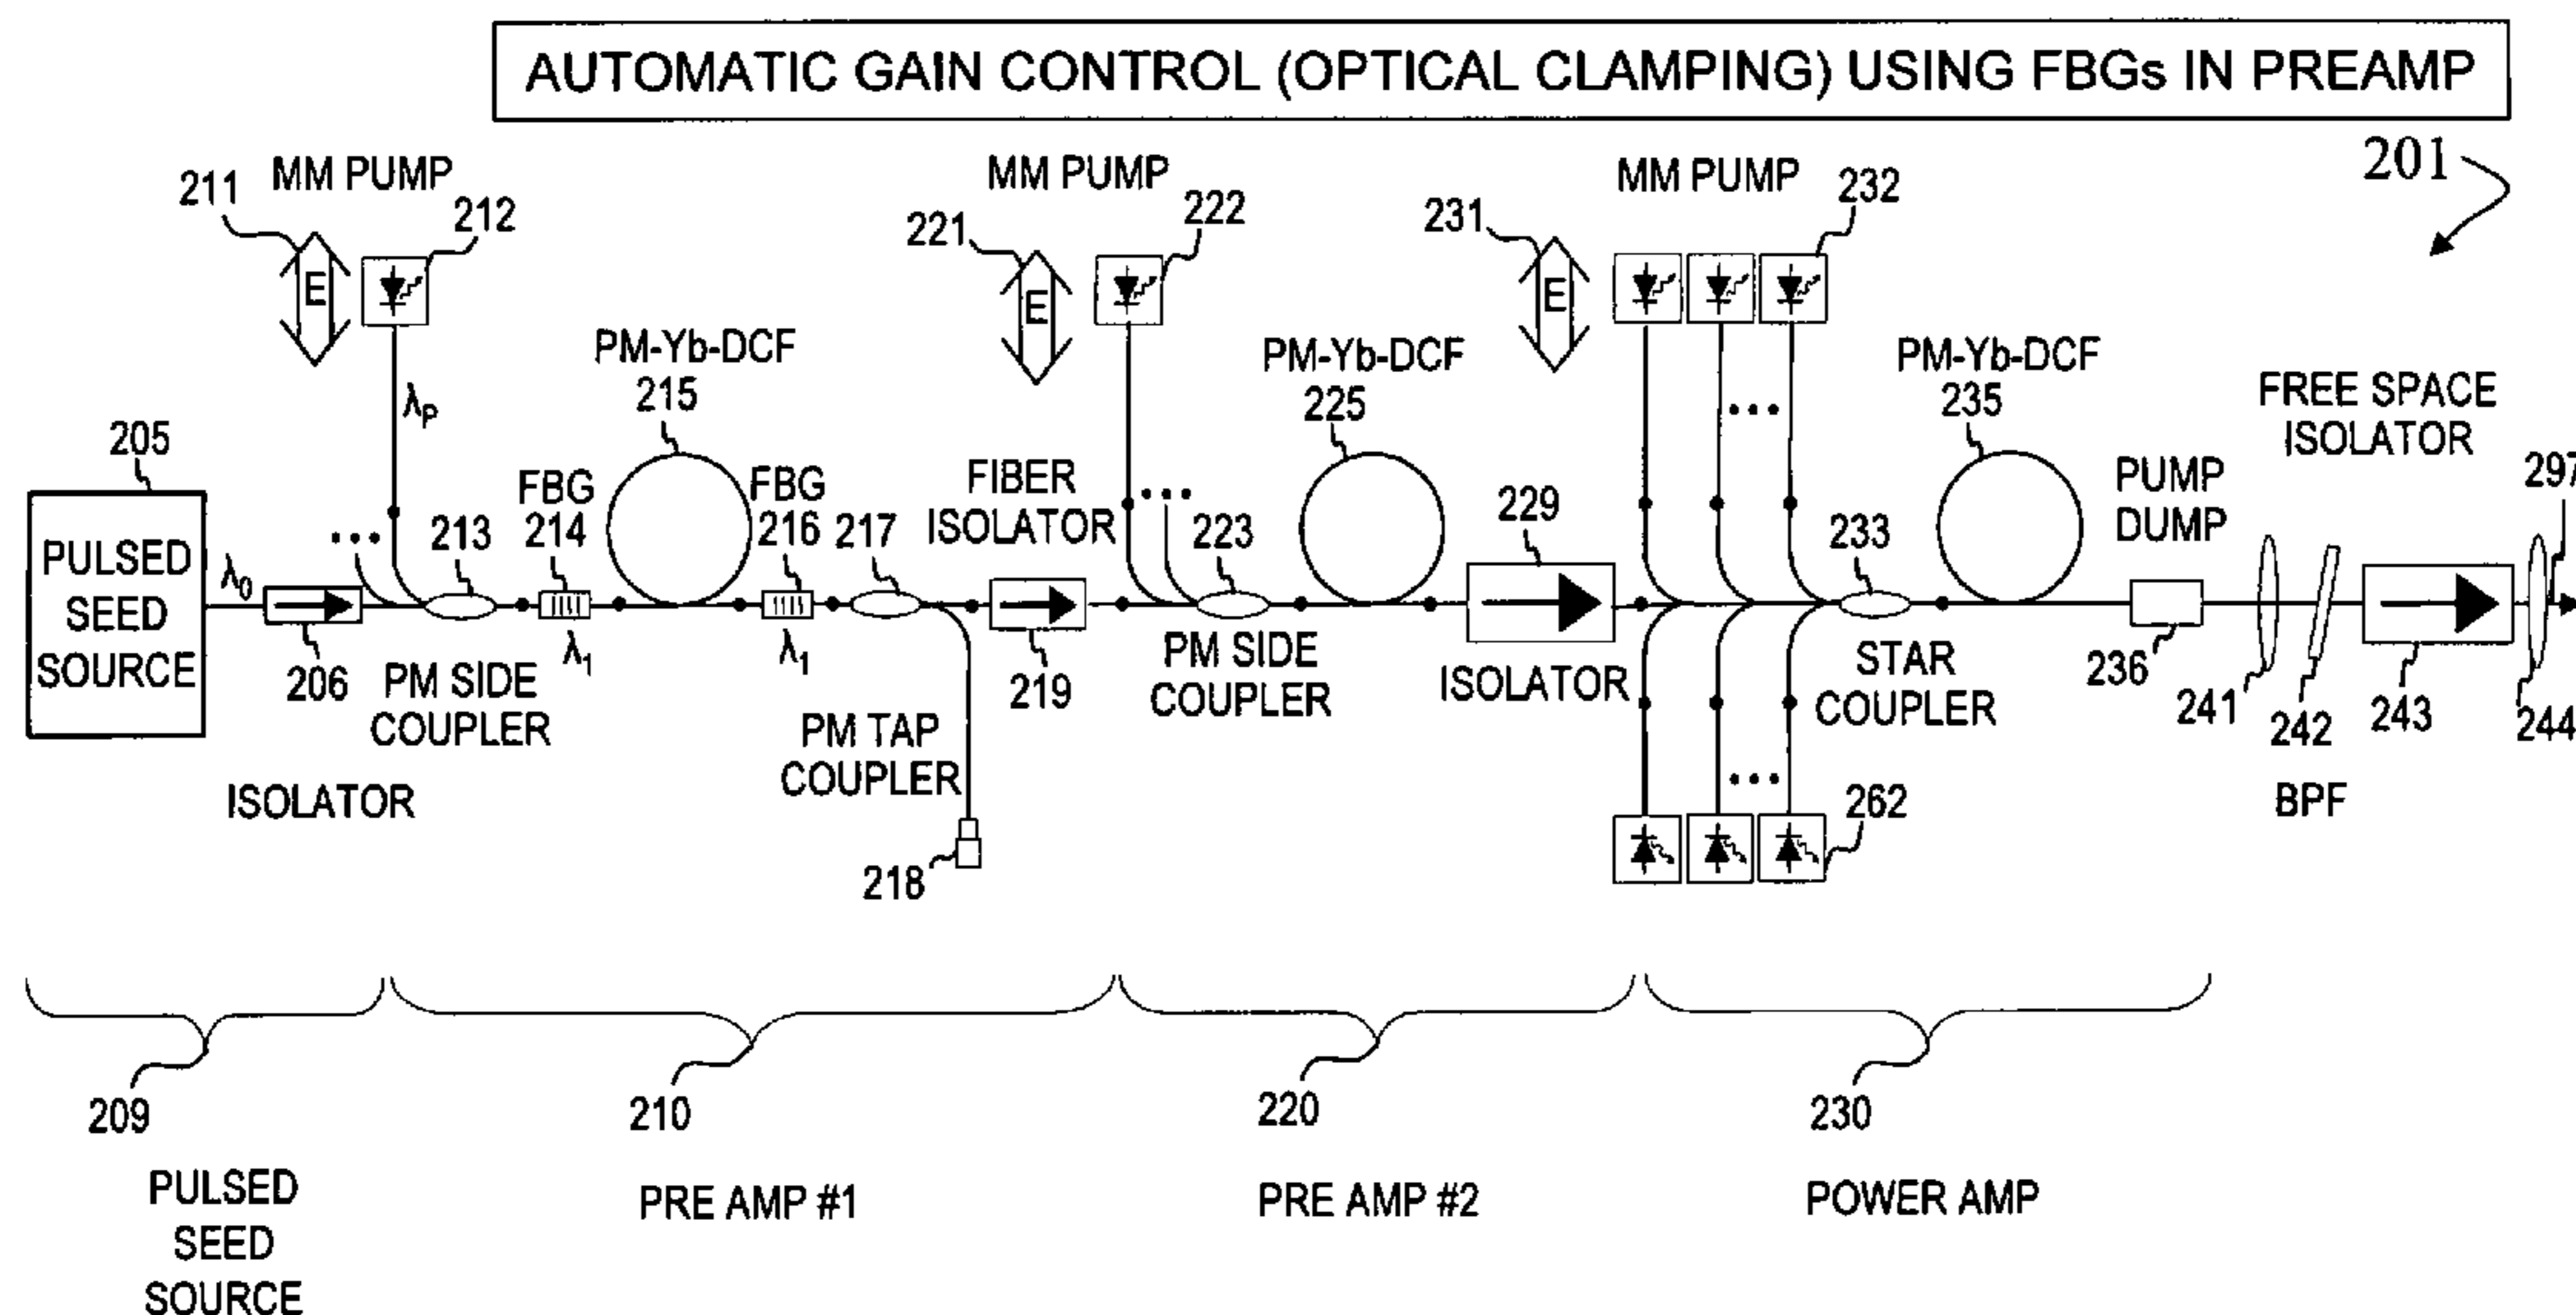 AUTOMATIC GAIN CONTROL (OPTICAL CLAMPING) USING FBGs IN PREAMP
201
211
MM PUMP
212
E
λP
PM-Yb-DCF
215
205
PULSED
SEED
SOURCE
λ0
206
ISOLATOR
213
PM SIDE
COUPLER
FBG
214
λ1
FBG
216
λ1
217
PM TAP
COUPLER
218
FIBER
ISOLATOR
219
MM PUMP
221
222
E
223
PM SIDE
COUPLER
PM-Yb-DCF
225
229
ISOLATOR
MM PUMP
231
232
E
233
STAR
COUPLER
262
PM-Yb-DCF
235
PUMP
DUMP
236
FREE SPACE
ISOLATOR
241
242
BPF
243
244
297
209
PULSED
SEED
SOURCE
210
PRE AMP #1
220
PRE AMP #2
230
POWER AMP